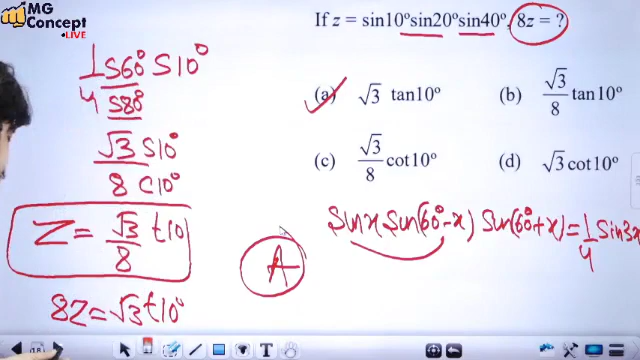 MG
Construction
.LIVE
If z = sin10°sin20°sin40°, 8z = ?
(a) √3 tan10°
(b) √3/8 tan10°
(c) √3/8 cot10°
(d) √3 cot10°
1/4 S60° S10°
S80°
√3 S10°
8 C10°
Z = √3/8 t10
8Z = √3 t10°
Sinx Sin(60°-x) Sin(60°+x) = 1/4 Sin3x
A
(18)
T